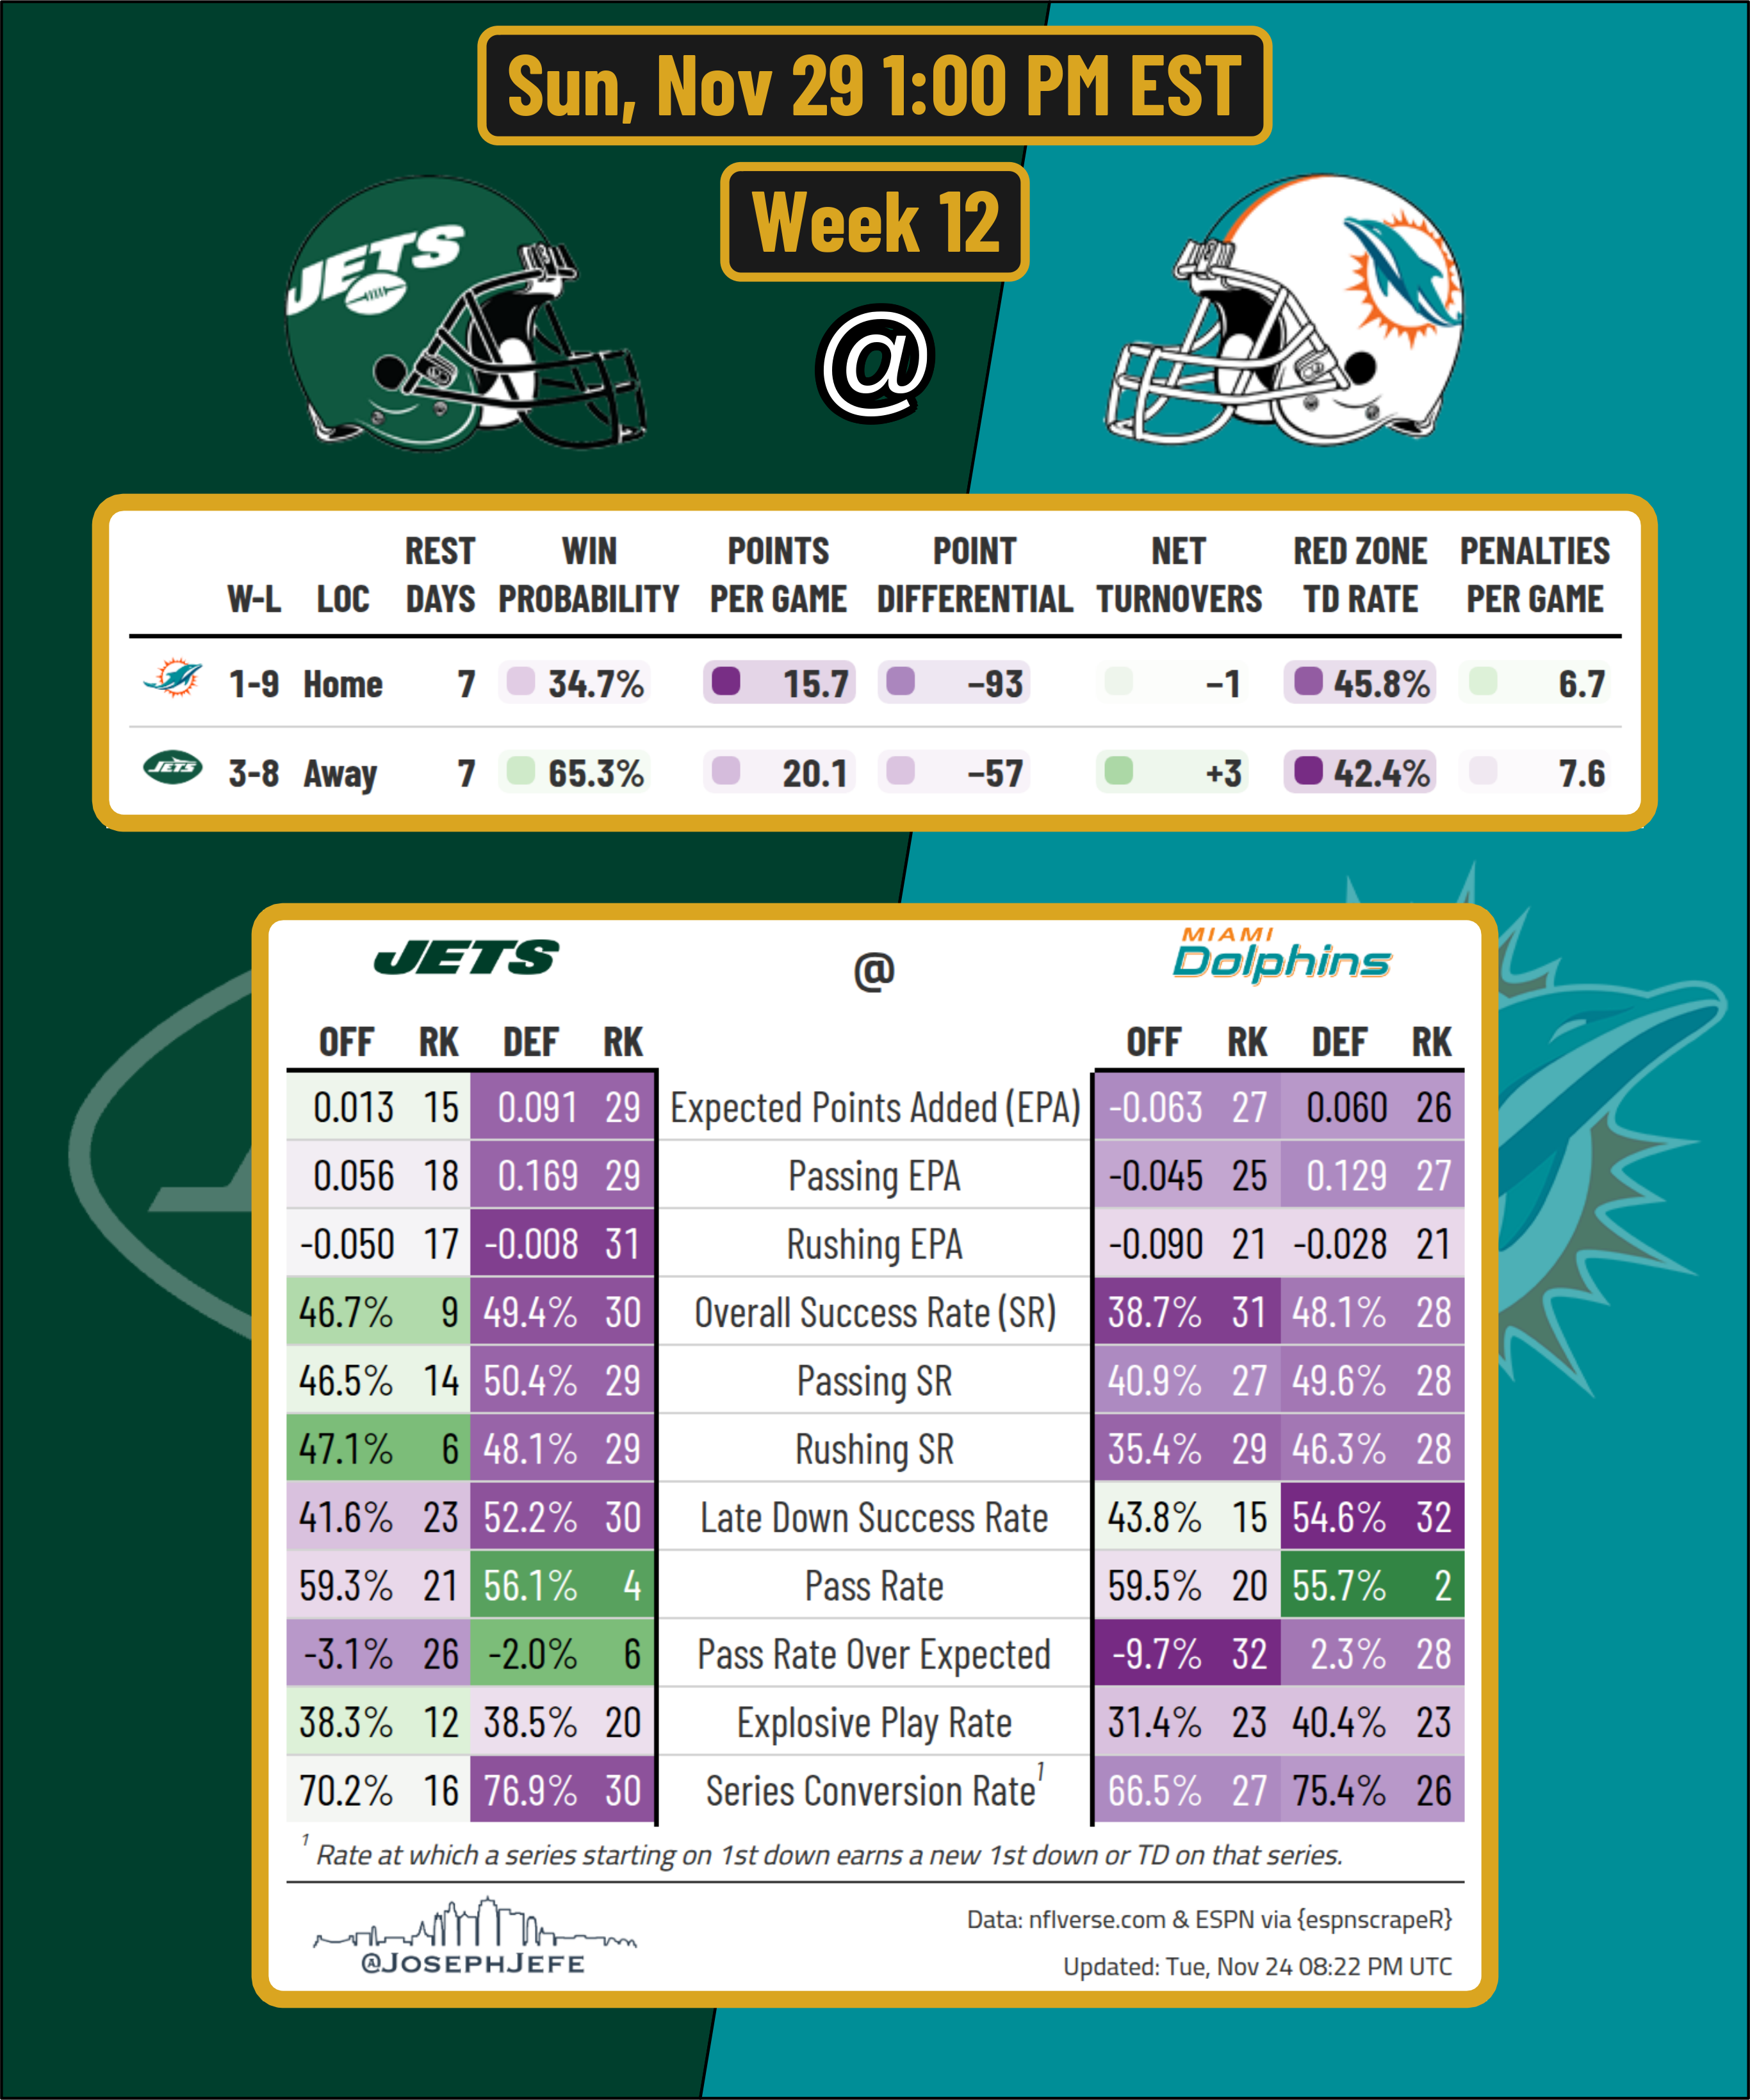 Sun, Nov 29 1:00 PM EST
Week 12
JETS
@
REST WIN POINTS POINT NET RED ZONE PENALTIES
W-L LOC DAYS PROBABILITY PER GAME DIFFERENTIAL TURNOVERS TD RATE PER GAME
1-9 Home 7 34.7% 15.7 −93 −1 45.8% 6.7
JETS 3-8 Away 7 65.3% 20.1 −57 +3 42.4% 7.6
JETS @ MIAMI Dolphins
OFF RK DEF RK OFF RK DEF RK
0.013 15 0.091 29 Expected Points Added (EPA) -0.063 27 0.060 26
0.056 18 0.169 29 Passing EPA -0.045 25 0.129 27
-0.050 17 -0.008 31 Rushing EPA -0.090 21 -0.028 21
46.7% 9 49.4% 30 Overall Success Rate (SR) 38.7% 31 48.1% 28
46.5% 14 50.4% 29 Passing SR 40.9% 27 49.6% 28
47.1% 6 48.1% 29 Rushing SR 35.4% 29 46.3% 28
41.6% 23 52.2% 30 Late Down Success Rate 43.8% 15 54.6% 32
59.3% 21 56.1% 4 Pass Rate 59.5% 20 55.7% 2
-3.1% 26 -2.0% 6 Pass Rate Over Expected -9.7% 32 2.3% 28
38.3% 12 38.5% 20 Explosive Play Rate 31.4% 23 40.4% 23
70.2% 16 76.9% 30 Series Conversion Rate1 66.5% 27 75.4% 26
1 Rate at which a series starting on 1st down earns a new 1st down or TD on that series.
@JOSEPHJEFE
Data: nflverse.com & ESPN via {espnscrapeR}
Updated: Tue, Nov 24 08:22 PM UTC